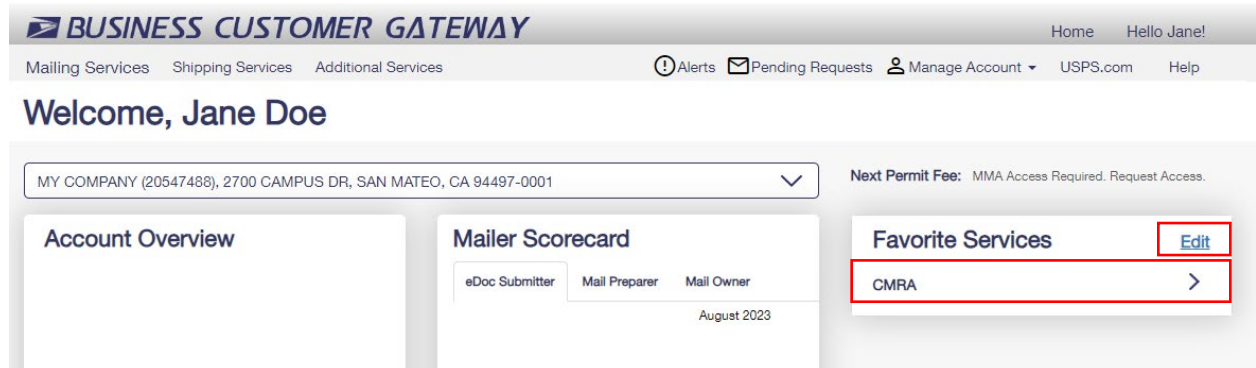 BUSINESS CUSTOMER GATEWAY
Home Hello Jane!
Mailing Services Shipping Services Additional Services Alerts Pending Requests Manage Account USPS.com Help
Welcome, Jane Doe
MY COMPANY (20547488), 2700 CAMPUS DR, SAN MATEO, CA 94497-0001
Next Permit Fee: MMA Access Required. Request Access.
Account Overview
Mailer Scorecard
eDoc Submitter Mail Preparer Mail Owner
August 2023
Favorite Services Edit
CMRA